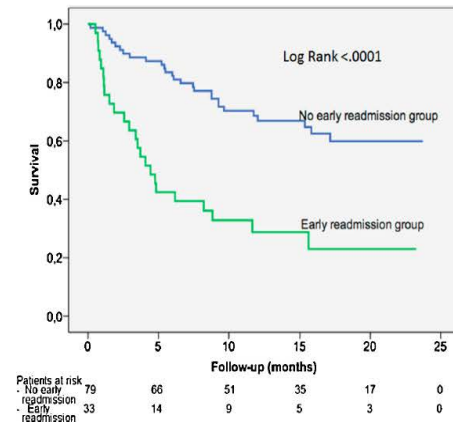 1,0
0,8
0,6
0,4
0,2
0,0
Survival
Log Rank <.0001
No early readmission group
Early readmission group
0 5 10 15 20 25
Follow-up (months)
Patients at risk
- No early readmission 79 66 51 35 17 0
- Early readmission 33 14 9 5 3 0